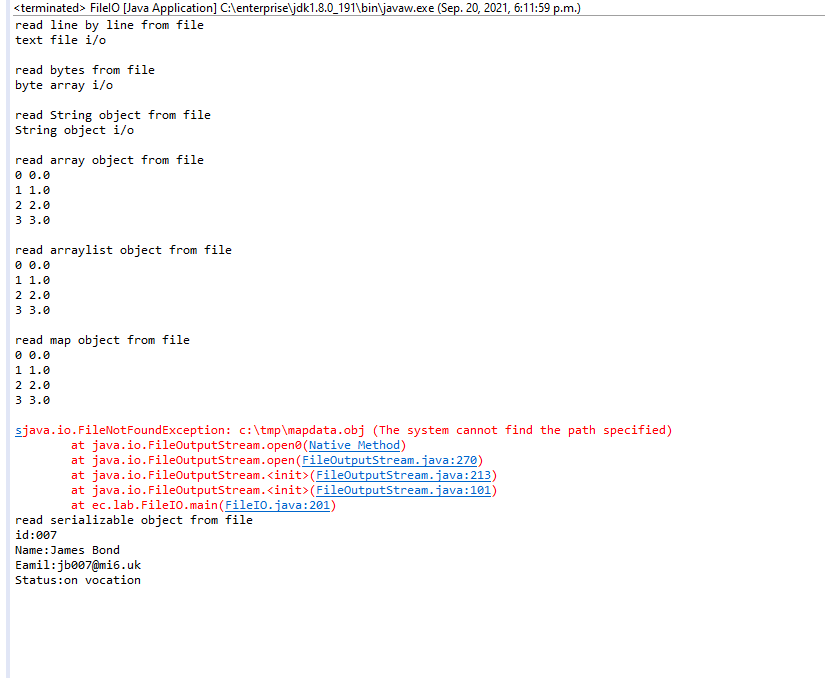 <terminated> FileIO [Java Application] C:\enterprise\jdk1.8.0_191\bin\javaw.exe (Sep. 20, 2021, 6:11:59 p.m.)
read line by line from file
text file i/o
read bytes from file
byte array i/o
read String object from file
String object i/o
read array object from file
0 0.0
1 1.0
2 2.0
3 3.0
read arraylist object from file
0 0.0
1 1.0
2 2.0
3 3.0
read map object from file
0 0.0
1 1.0
2 2.0
3 3.0
sjava.io.FileNotFoundException: c:\tmp\mapdata.obj (The system cannot find the path specified)
at java.io.FileOutputStream.open0(Native Method)
at java.io.FileOutputStream.open(FileOutputStream.java:270)
at java.io.FileOutputStream.<init>(FileOutputStream.java:213)
at java.io.FileOutputStream.<init>(FileOutputStream.java:101)
at ec.lab.FileIO.main(FileIO.java:201)
read serializable object from file
id:007
Name:James Bond
Eamil:jb007@mi6.uk
Status:on vocation